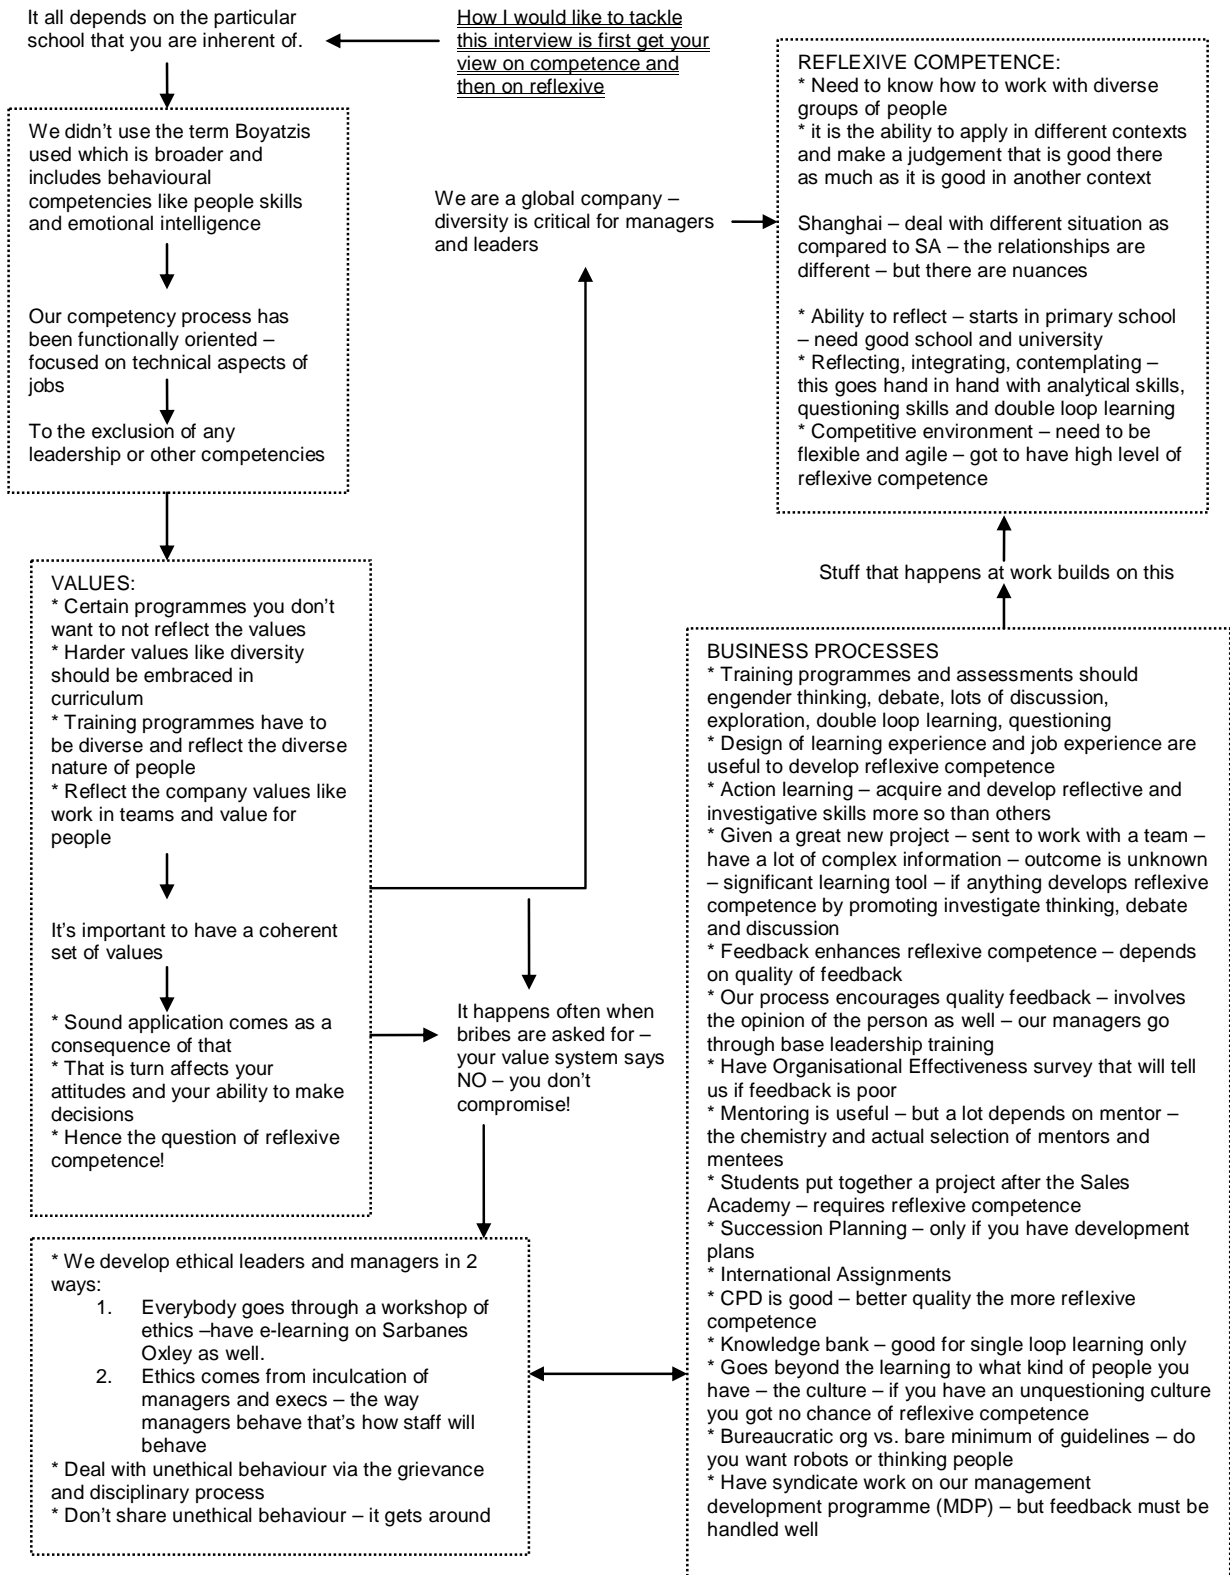 How I would like to tackle
this interview is first get your
view on competence and
then on reflexive
It all depends on the particular
school that you are inherent of.
We didn't use the term Boyatzis
used which is broader and
includes behavioural
competencies like people skills
and emotional intelligence
Our competency process has
been functionally oriented –
focused on technical aspects of
jobs
To the exclusion of any
leadership or other competencies
VALUES:
* Certain programmes you don't
want to not reflect the values
* Harder values like diversity
should be embraced in
curriculum
* Training programmes have to
be diverse and reflect the diverse
nature of people
* Reflect the company values like
work in teams and value for
people
It's important to have a coherent
set of values
* Sound application comes as a
consequence of that
* That is turn affects your
attitudes and your ability to make
decisions
* Hence the question of reflexive
competence!
We are a global company –
diversity is critical for managers
and leaders
It happens often when
bribes are asked for –
your value system says
NO – you don't
compromise!
* We develop ethical leaders and managers in 2
ways:
1. Everybody goes through a workshop of
ethics –have e-learning on Sarbanes
Oxley as well.
2. Ethics comes from inculcation of
managers and execs – the way
managers behave that's how staff will
behave
* Deal with unethical behaviour via the grievance
and disciplinary process
* Don't share unethical behaviour – it gets around
REFLEXIVE COMPETENCE:
* Need to know how to work with diverse
groups of people
* it is the ability to apply in different contexts
and make a judgement that is good there
as much as it is good in another context
Shanghai – deal with different situation as
compared to SA – the relationships are
different – but there are nuances
* Ability to reflect – starts in primary school
– need good school and university
* Reflecting, integrating, contemplating –
this goes hand in hand with analytical skills,
questioning skills and double loop learning
* Competitive environment – need to be
flexible and agile – got to have high level of
reflexive competence
Stuff that happens at work builds on this
BUSINESS PROCESSES
* Training programmes and assessments should
engender thinking, debate, lots of discussion,
exploration, double loop learning, questioning
* Design of learning experience and job experience are
useful to develop reflexive competence
* Action learning – acquire and develop reflective and
investigative skills more so than others
* Given a great new project – sent to work with a team –
have a lot of complex information – outcome is unknown
– significant learning tool – if anything develops reflexive
competence by promoting investigate thinking, debate
and discussion
* Feedback enhances reflexive competence – depends
on quality of feedback
* Our process encourages quality feedback – involves
the opinion of the person as well – our managers go
through base leadership training
* Have Organisational Effectiveness survey that will tell
us if feedback is poor
* Mentoring is useful – but a lot depends on mentor –
the chemistry and actual selection of mentors and
mentees
* Students put together a project after the Sales
Academy – requires reflexive competence
* Succession Planning – only if you have development
plans
* International Assignments
* CPD is good – better quality the more reflexive
competence
* Knowledge bank – good for single loop learning only
* Goes beyond the learning to what kind of people you
have – the culture – if you have an unquestioning culture
you got no chance of reflexive competence
* Bureaucratic org vs. bare minimum of guidelines – do
you want robots or thinking people
* Have syndicate work on our management
development programme (MDP) – but feedback must be
handled well